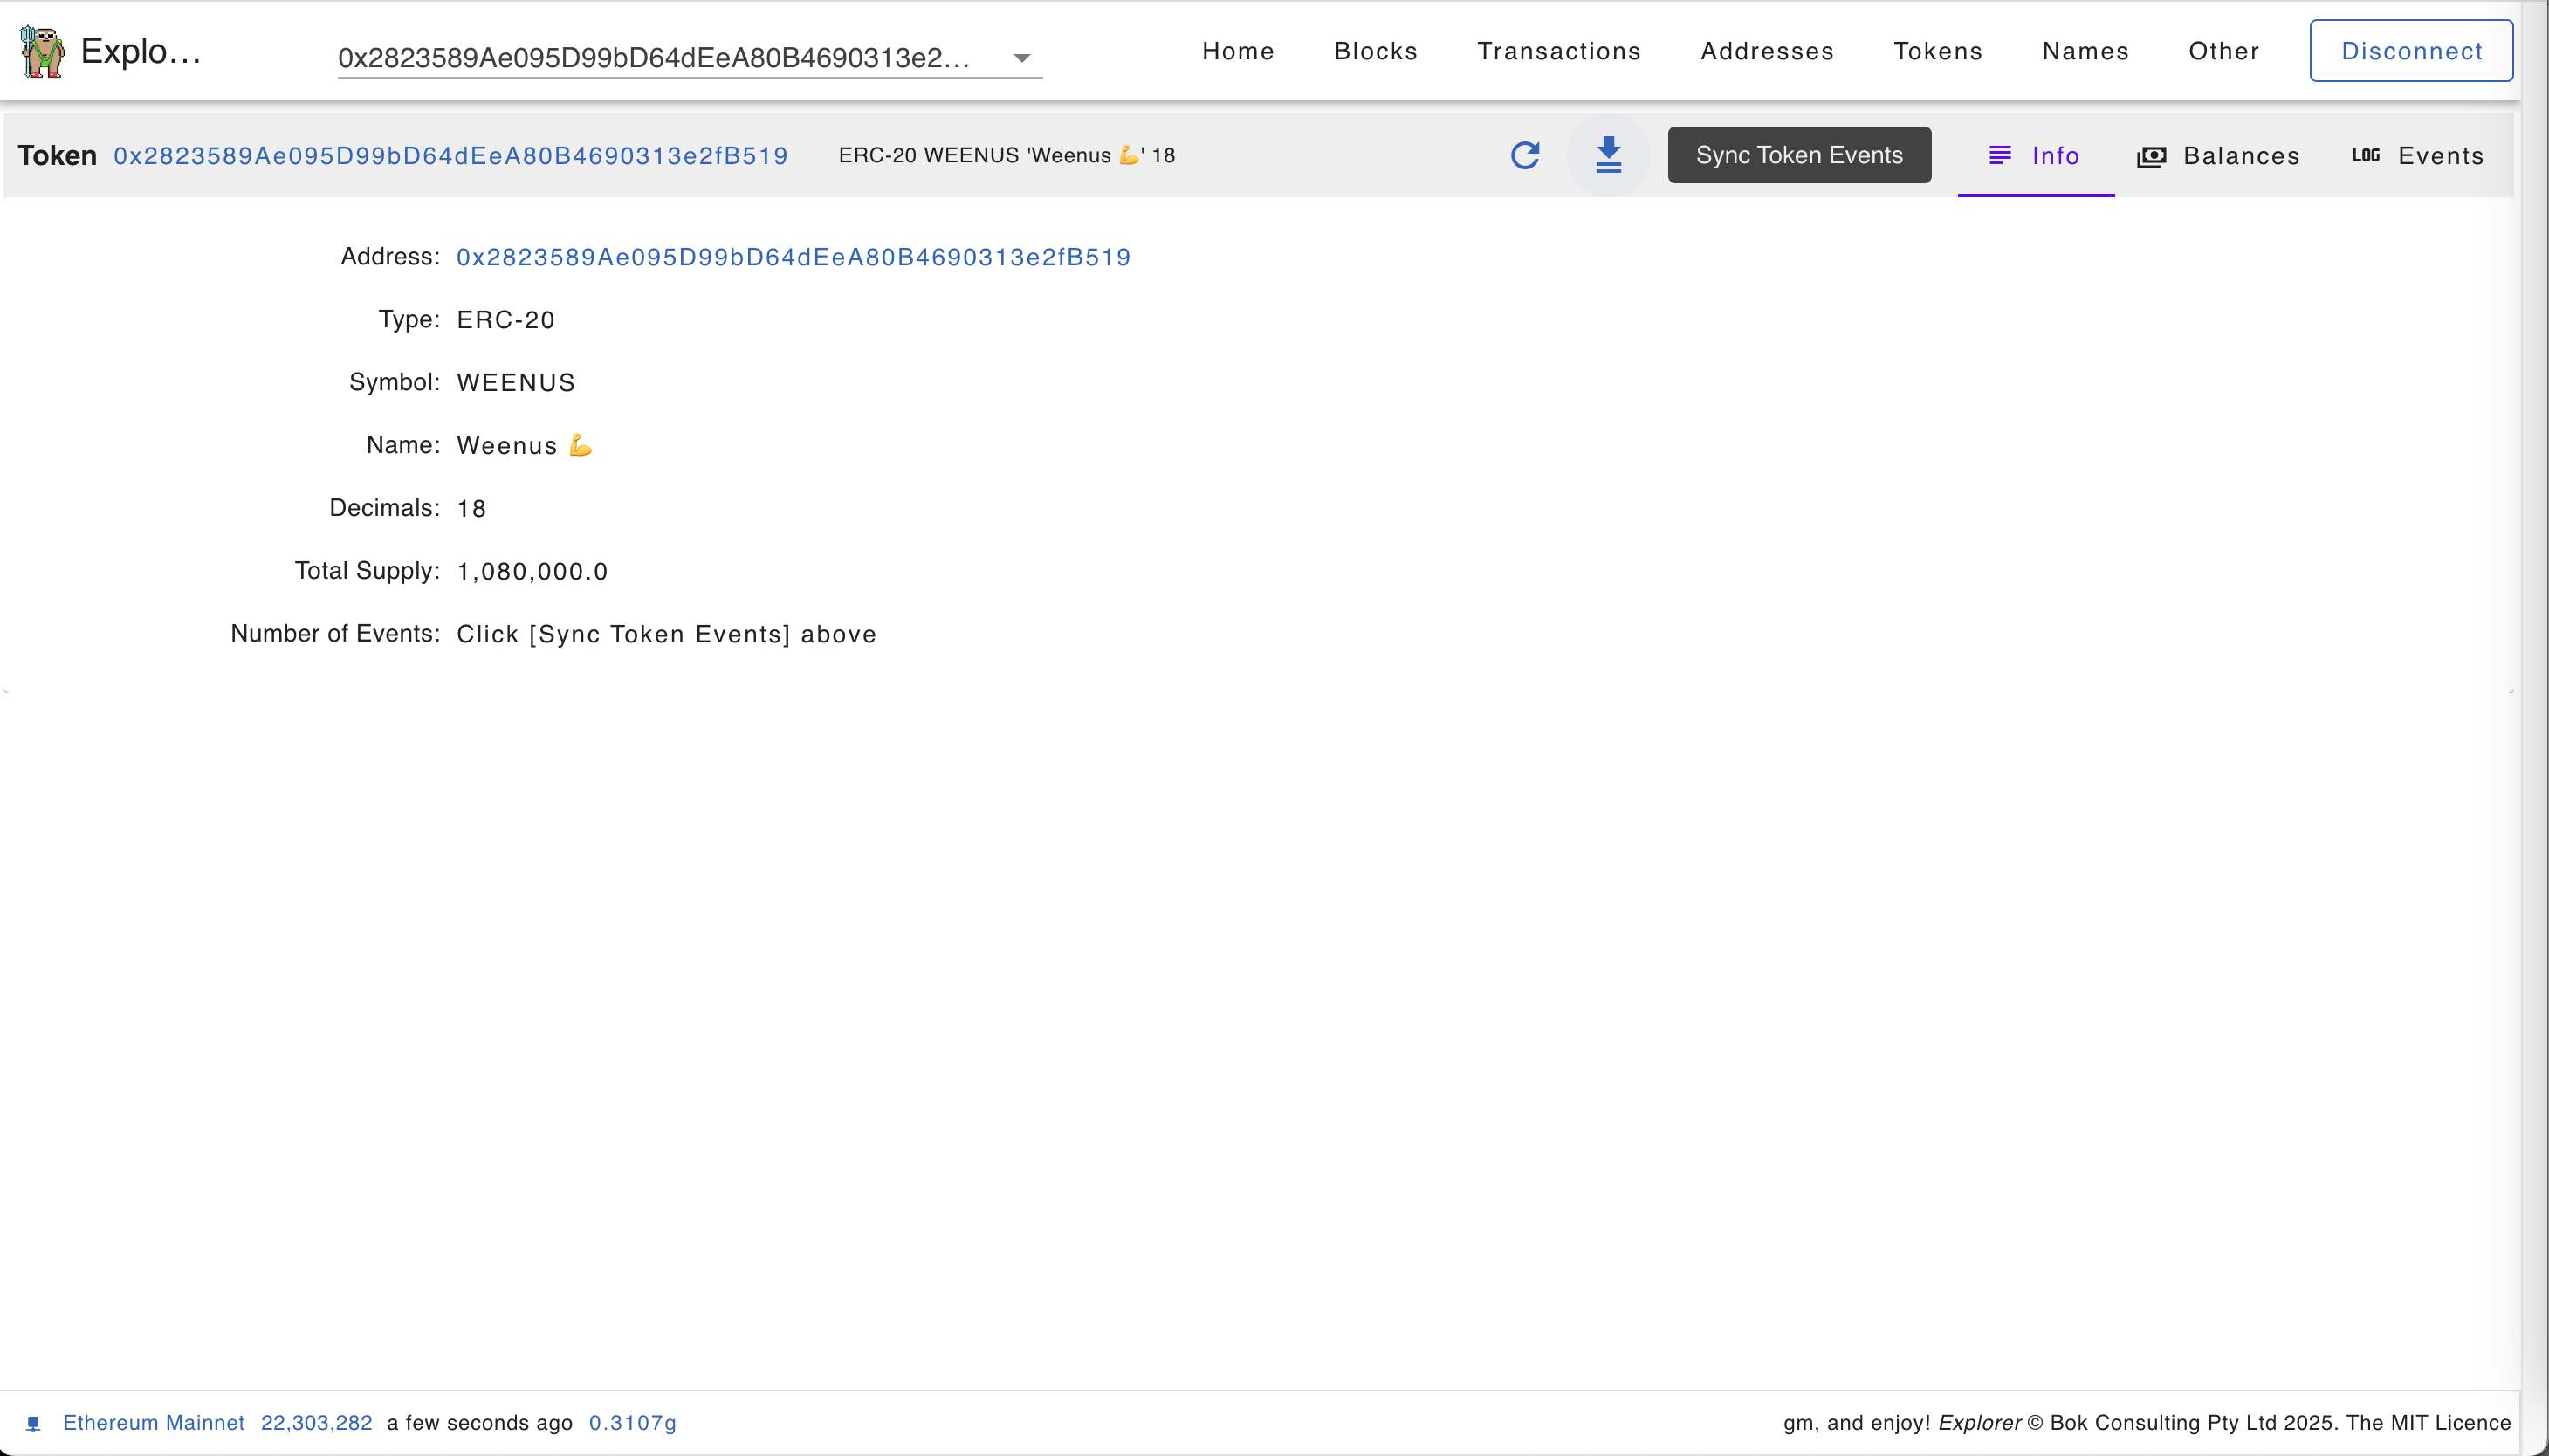 Explo...
0x2823589Ae095D99bD64dEeA80B4690313e2...
Home Blocks Transactions Addresses Tokens Names Other Disconnect
Token 0x2823589Ae095D99bD64dEeA80B4690313e2fB519 ERC-20 WEENUS 'Weenus 💪' 18 Sync Token Events Info Balances LOG Events
Address: 0x2823589Ae095D99bD64dEeA80B4690313e2fB519
Type: ERC-20
Symbol: WEENUS
Name: Weenus 💪
Decimals: 18
Total Supply: 1,080,000.0
Number of Events: Click [Sync Token Events] above
Ethereum Mainnet 22,303,282 a few seconds ago 0.3107g
gm, and enjoy! Explorer © Bok Consulting Pty Ltd 2025. The MIT Licence